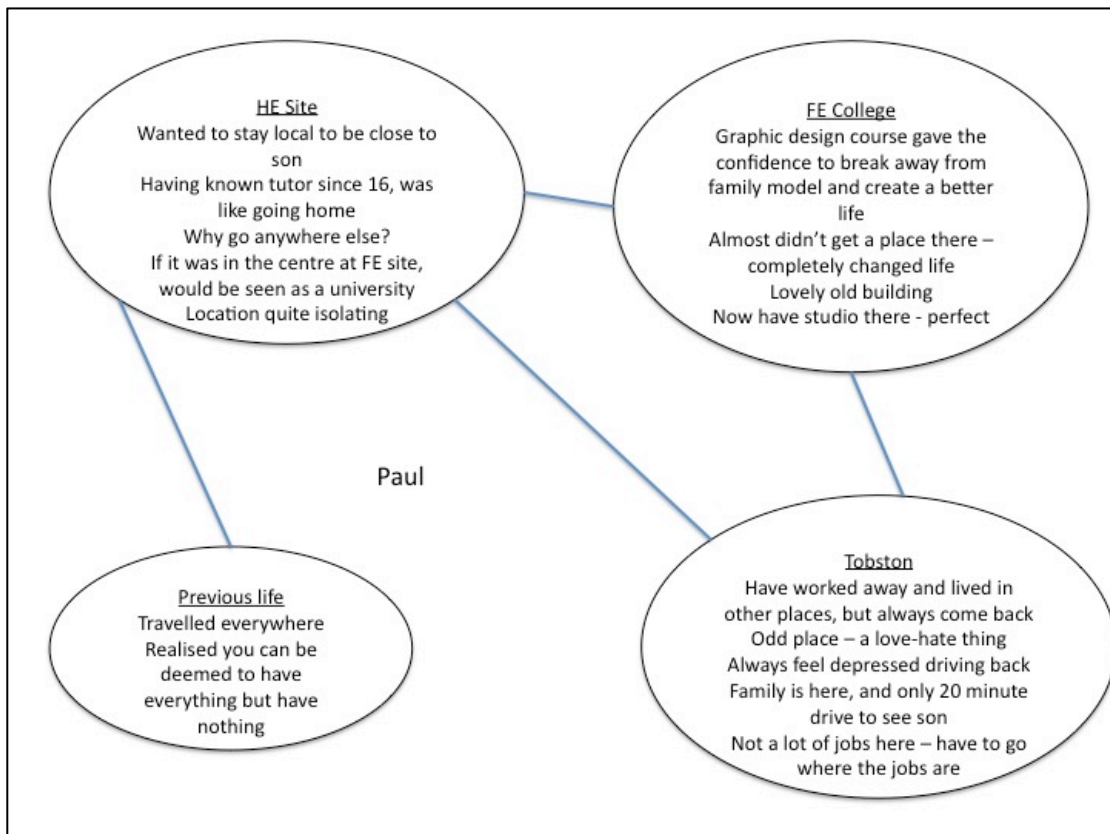 HE Site
Wanted to stay local to be close to
son
Having known tutor since 16, was
like going home
Why go anywhere else?
If it was in the centre at FE site,
would be seen as a university
Location quite isolating
FE College
Graphic design course gave the
confidence to break away from
family model and create a better
life
Almost didn’t get a place there –
completely changed life
Lovely old building
Now have studio there - perfect
Paul
Previous life
Travelled everywhere
Realised you can be
deemed to have
everything but have
nothing
Tobston
Have worked away and lived in
other places, but always come back
Odd place – a love-hate thing
Always feel depressed driving back
Family is here, and only 20 minute
drive to see son
Not a lot of jobs here – have to go
where the jobs are